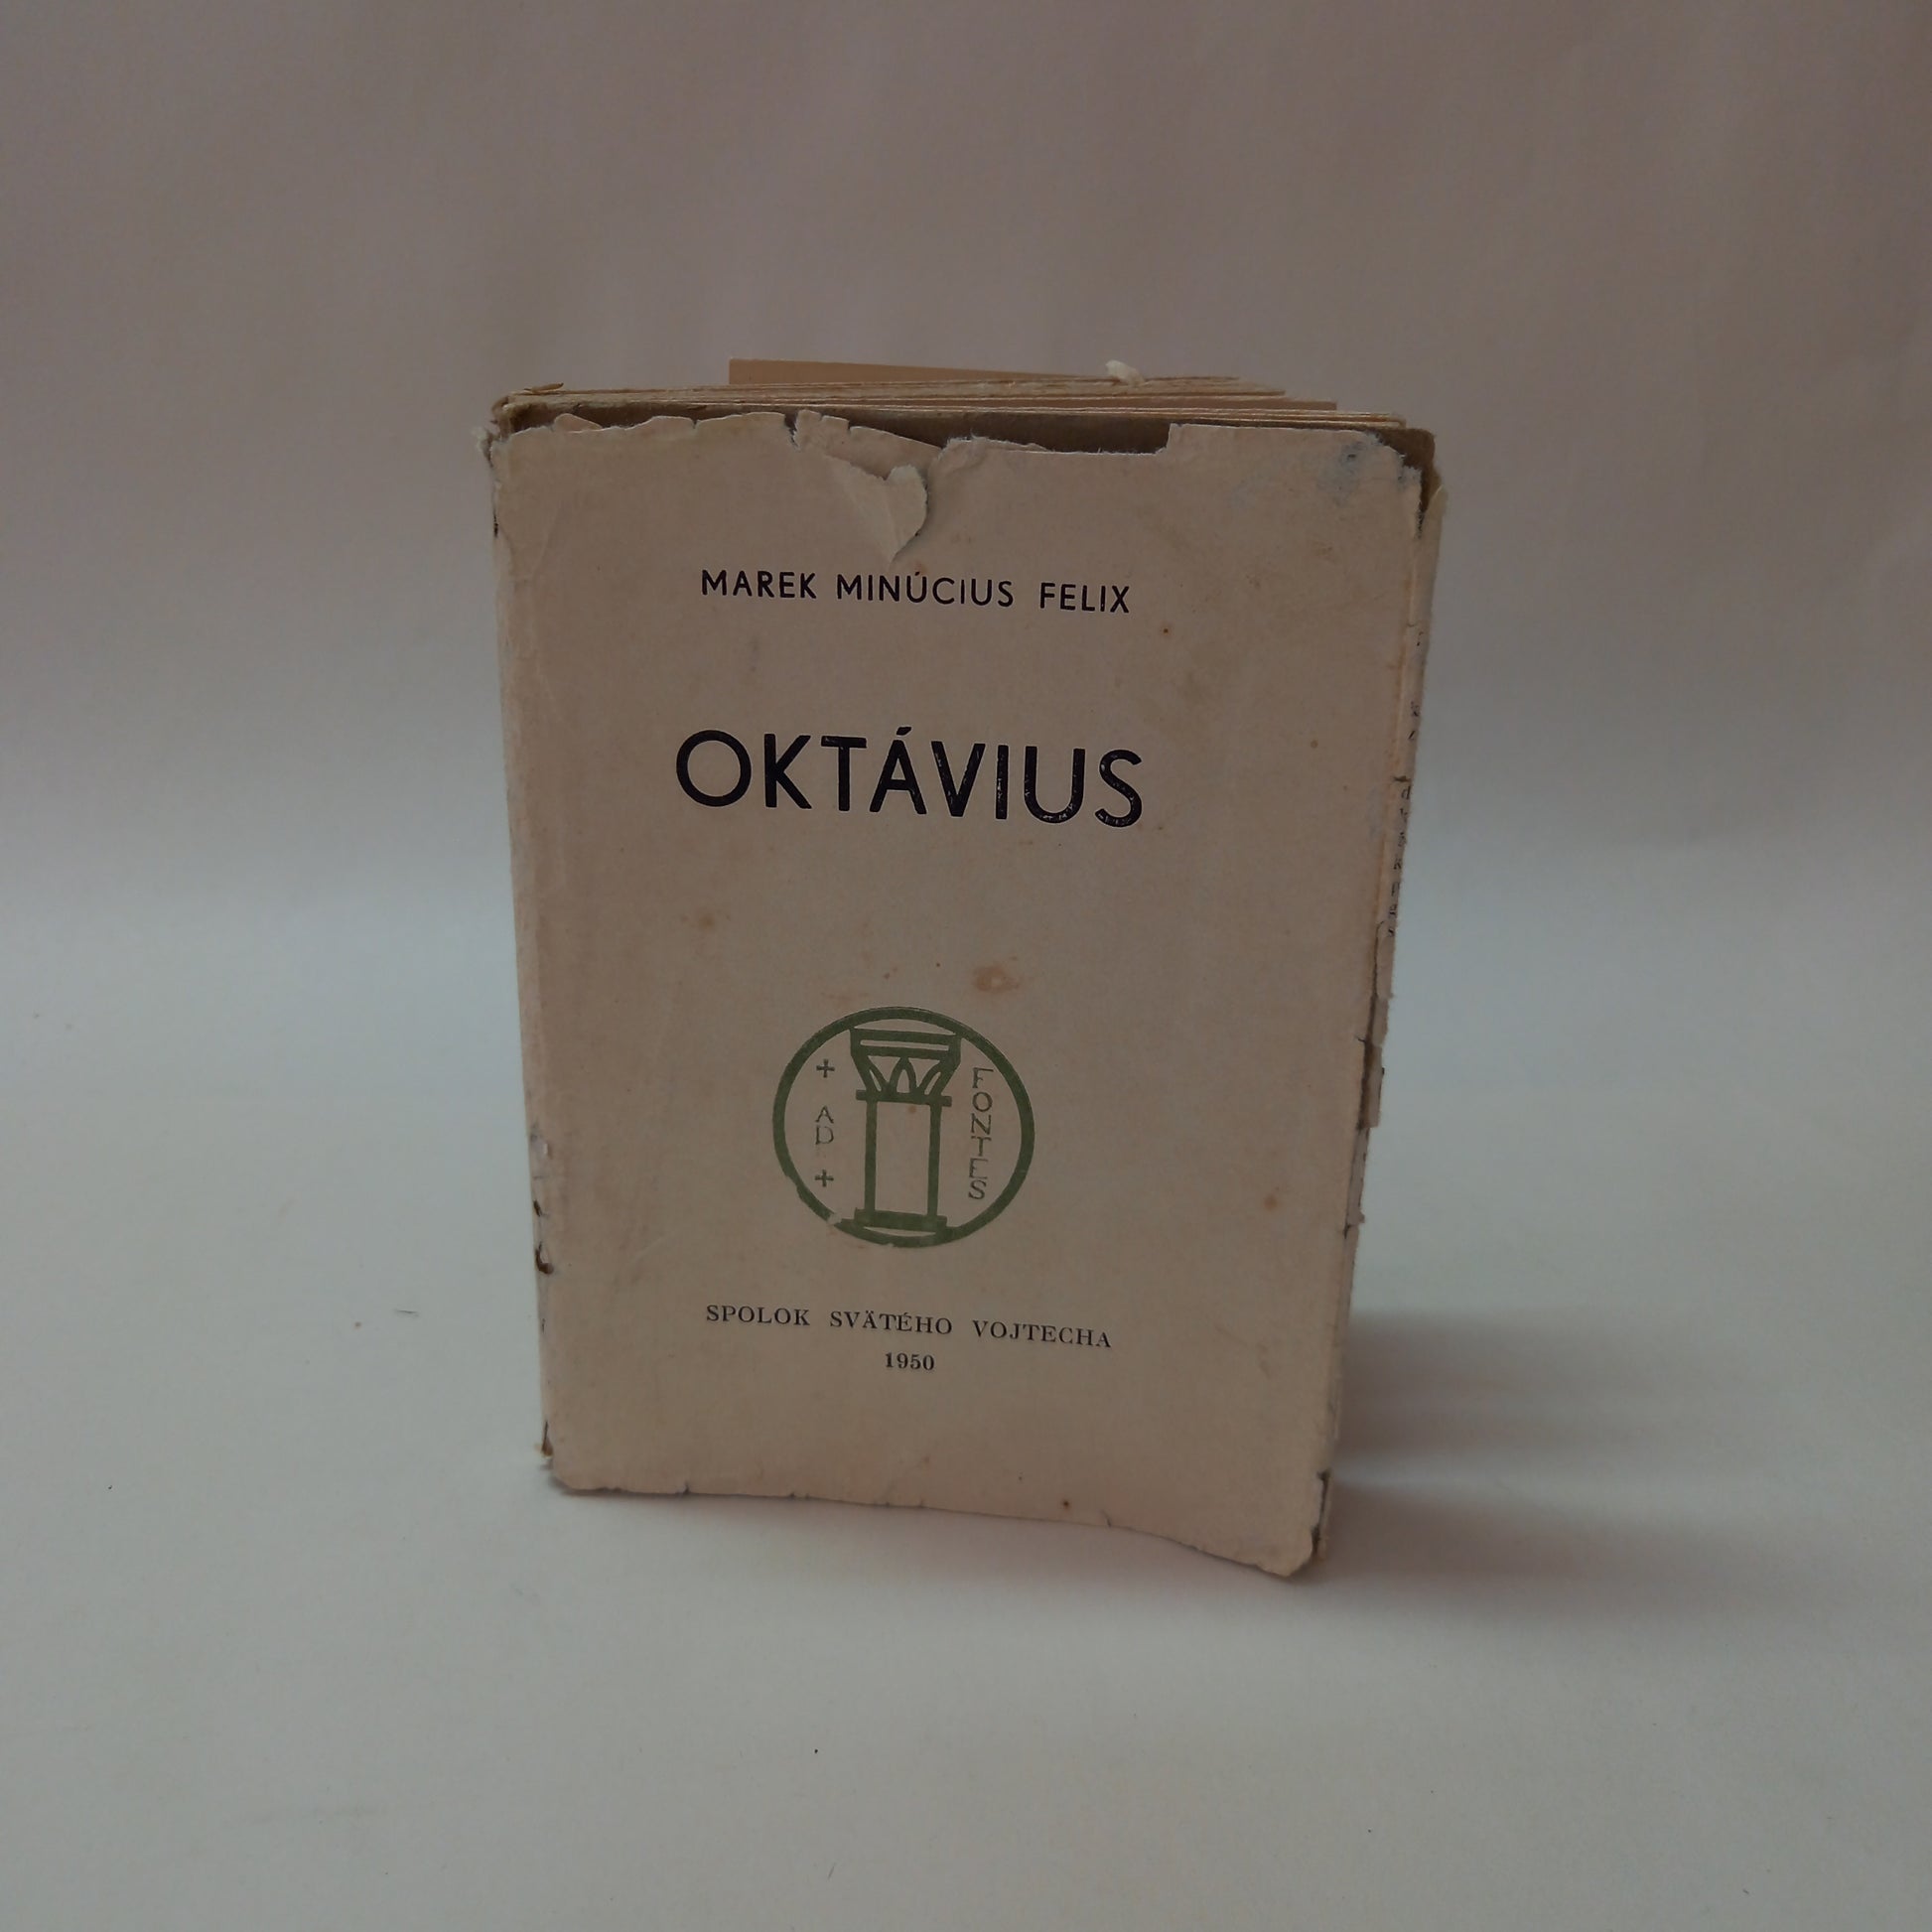 MAREK MINÚCIUS FELIX
OKTÁVIUS
+ AD +
FONTES
SPOLOK SVÄTÉHO VOJTECHA
1950